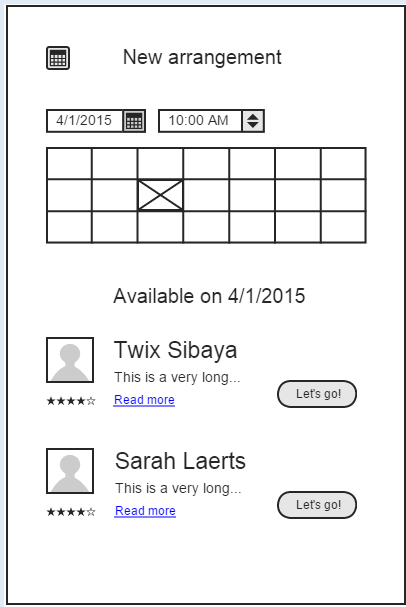 New arrangement
4/1/2015
10:00 AM
Available on 4/1/2015
Twix Sibaya
This is a very long...
Read more
Let's go!
★★★★☆
Sarah Laerts
This is a very long...
Read more
Let's go!
★★★★☆